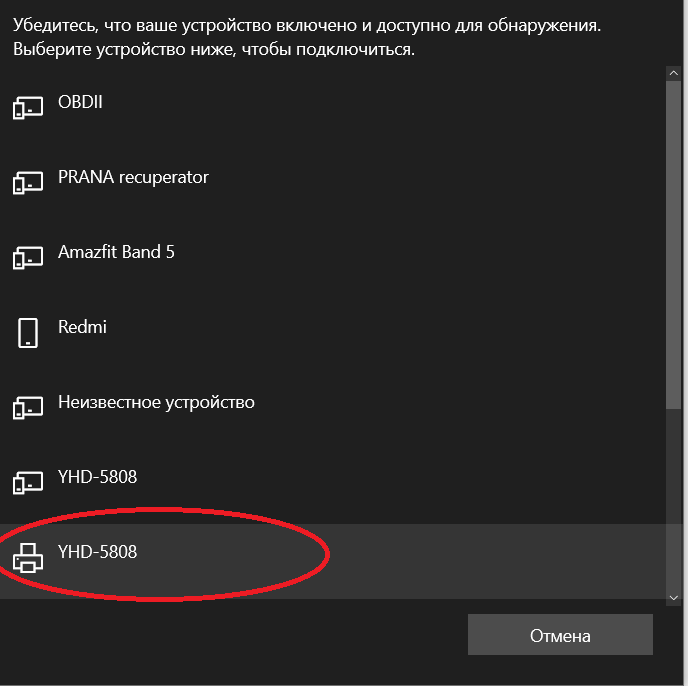 Убедитесь, что ваше устройство включено и доступно для обнаружения.
Выберите устройство ниже, чтобы подключиться.
OBDII
PRANA recuperator
Amazfit Band 5
Redmi
Неизвестное устройство
YHD-5808
YHD-5808
Отмена